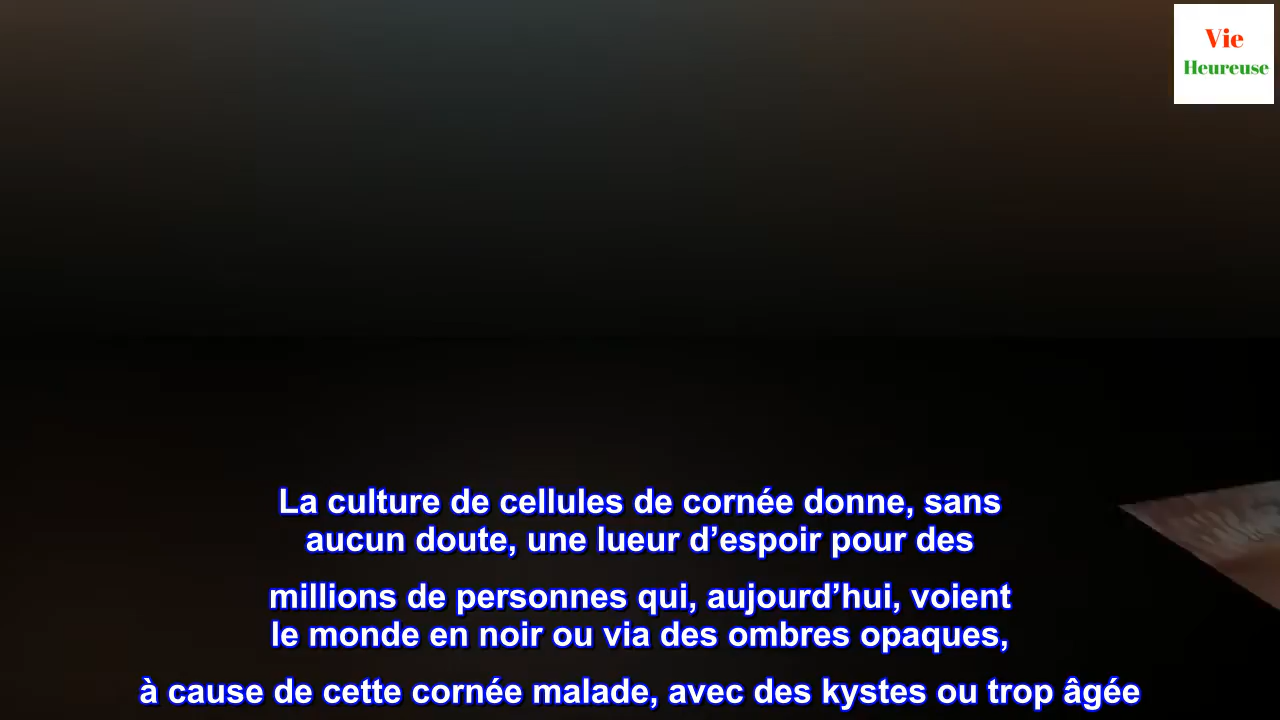 Vie
Heureuse
La culture de cellules de cornée donne, sans
aucun doute, une lueur d’espoir pour des
millions de personnes qui, aujourd’hui, voient
le monde en noir ou via des ombres opaques,
à cause de cette cornée malade, avec des kystes ou trop âgée